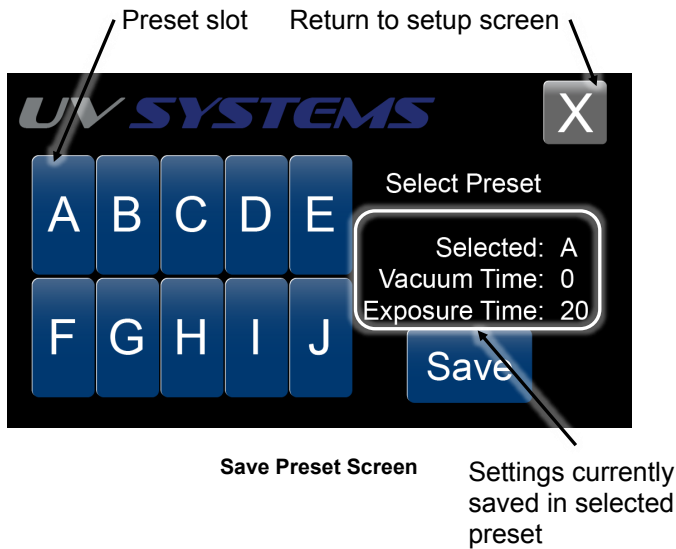 Preset slot
Return to setup screen
UV SYSTEMS
X
A B C D E
Select Preset
Selected: A
Vacuum Time: 0
Exposure Time: 20
F G H I J
Save
Save Preset Screen
Settings currently
saved in selected
preset